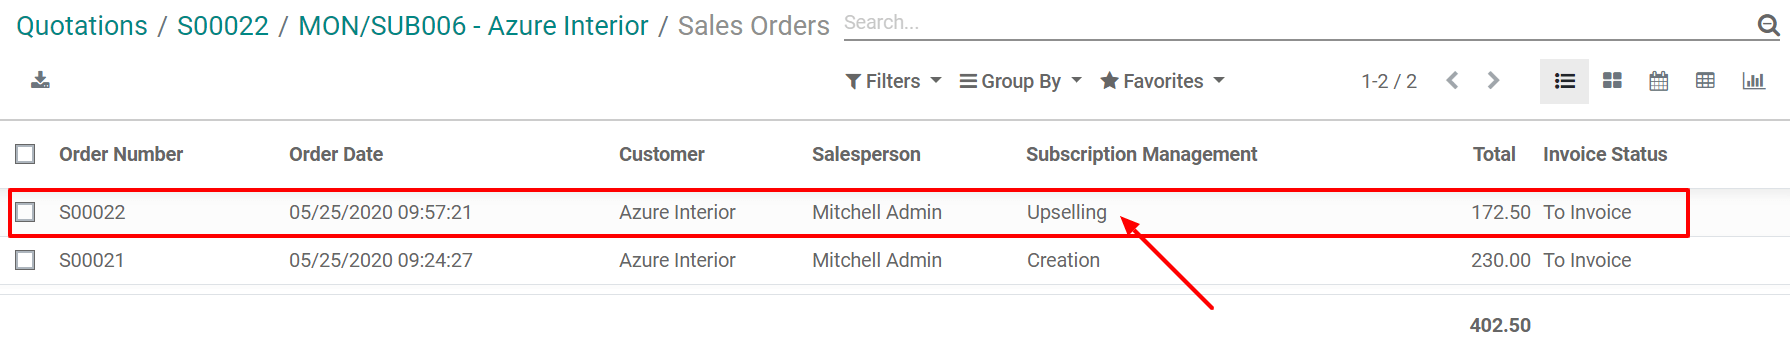 Quotations / S00022 / MON/SUB006 - Azure Interior / Sales Orders Search...
Filters Group By Favorites 1-2 / 2
Order Number Order Date Customer Salesperson Subscription Management Total Invoice Status
S00022 05/25/2020 09:57:21 Azure Interior Mitchell Admin Upselling 172.50 To Invoice
S00021 05/25/2020 09:24:27 Azure Interior Mitchell Admin Creation 230.00 To Invoice
402.50